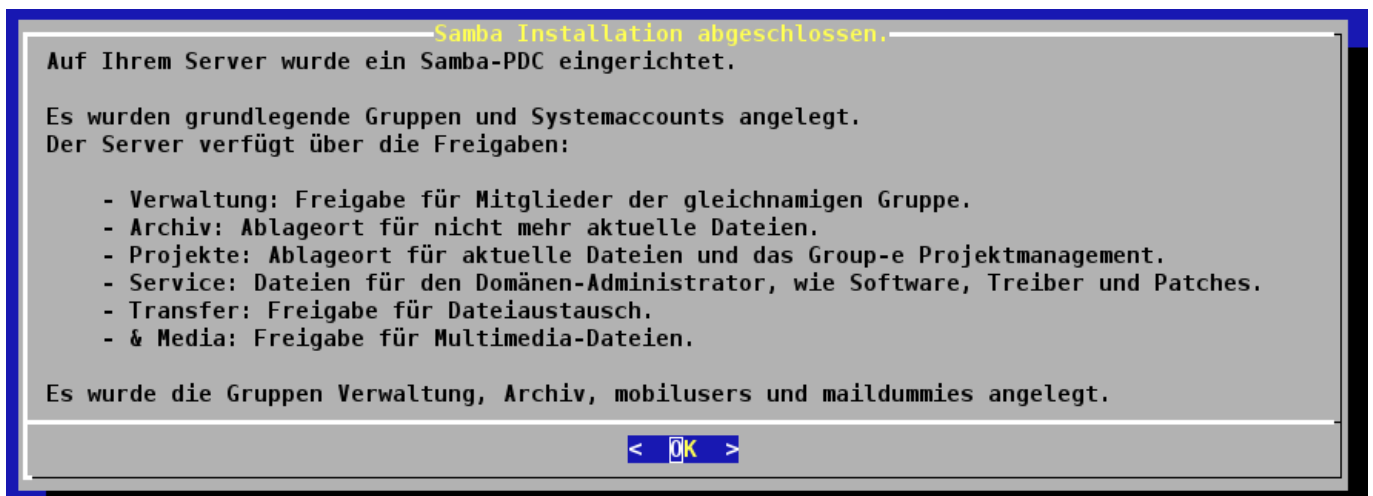 Samba Installation abgeschlossen.
Auf Ihrem Server wurde ein Samba-PDC eingerichtet.
Es wurden grundlegende Gruppen und Systemaccounts angelegt.
Der Server verfügt über die Freigaben:
- Verwaltung: Freigabe für Mitglieder der gleichnamigen Gruppe.
- Archiv: Ablageort für nicht mehr aktuelle Dateien.
- Projekte: Ablageort für aktuelle Dateien und das Group-e Projektmanagement.
- Service: Dateien für den Domänen-Administrator, wie Software, Treiber und Patches.
- Transfer: Freigabe für Dateiaustausch.
- & Media: Freigabe für Multimedia-Dateien.
Es wurde die Gruppen Verwaltung, Archiv, mobilusers und maildummies angelegt.
< OK >